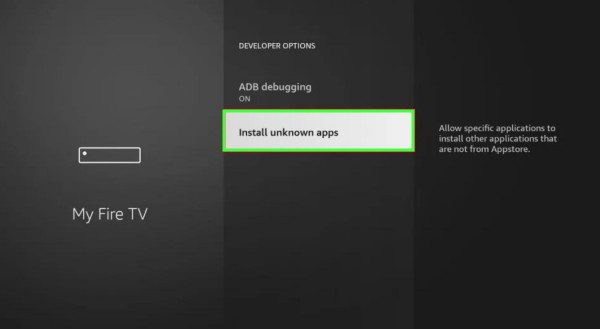 DEVELOPER OPTIONS
ADB debugging
ON
Install unknown apps
Allow specific applications to
install other applications that
are not from Appstore.
My Fire TV